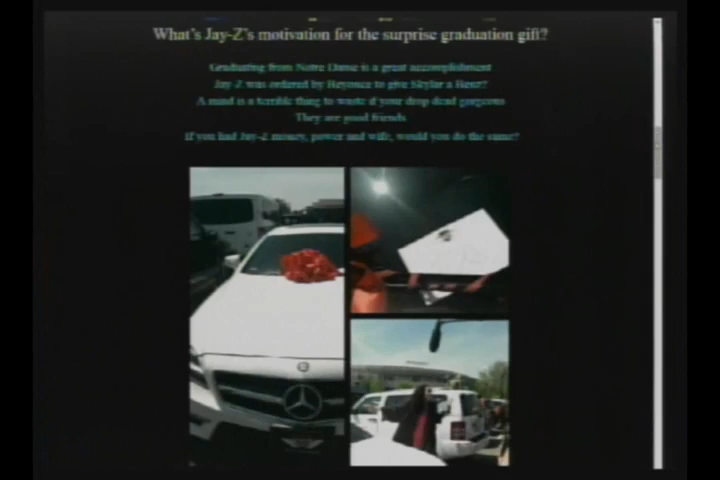 What's Jay-Z's motivation for the surprise graduation gift?
Graduating from Notre Dame is a great accomplishment
Jay-Z was ordered by Beyonce to give Skylar a Benz?
A mind is a terrible thing to waste if your drop dead gorgeous
They are good friends
If you had Jay-Z money, power and wife, would you do the same?